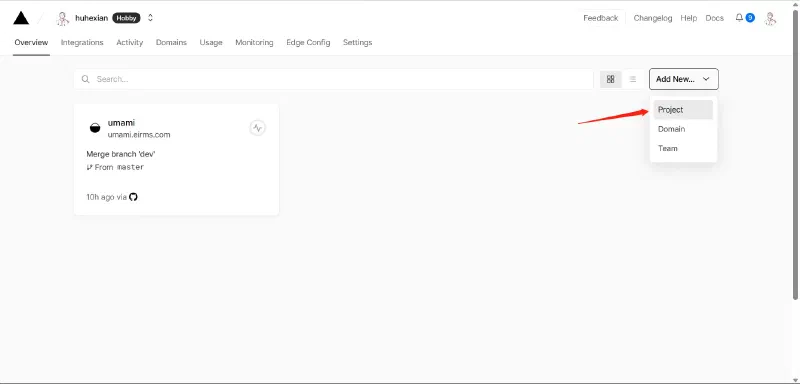 huhexian Hobby
Feedback Changelog Help Docs 9
Overview Integrations Activity Domains Usage Monitoring Edge Config Settings
Search...
Add New...
Project
Domain
Team
umami
umami.eirms.com
Merge branch 'dev'
From master
10h ago via